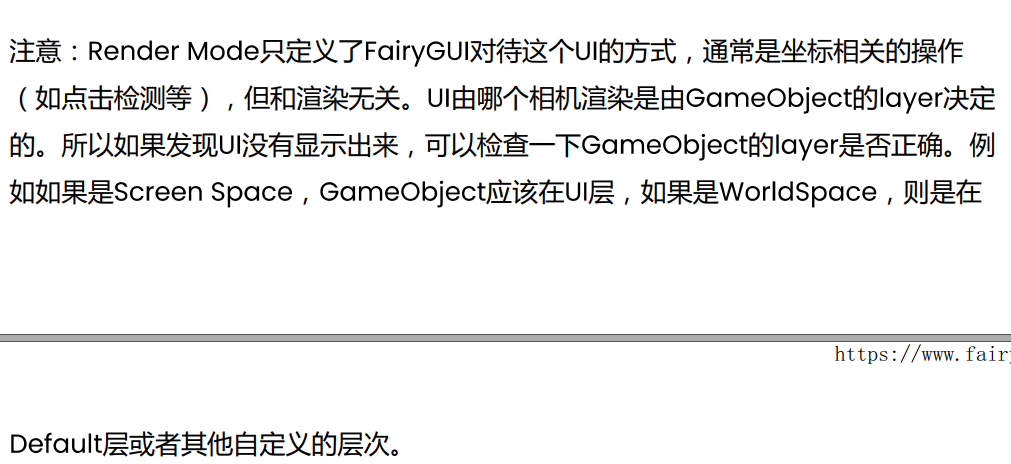 注意：Render Mode只定义了FairyGUI对待这个UI的方式，通常是坐标相关的操作
（如点击检测等），但和渲染无关。UI由哪个相机渲染是由GameObject的layer决定
的。所以如果发现UI没有显示出来，可以检查一下GameObject的layer是否正确。例
如如果是Screen Space，GameObject应该在UI层，如果是WorldSpace，则是在
https://www.fairy
Default层或者其他自定义的层次。